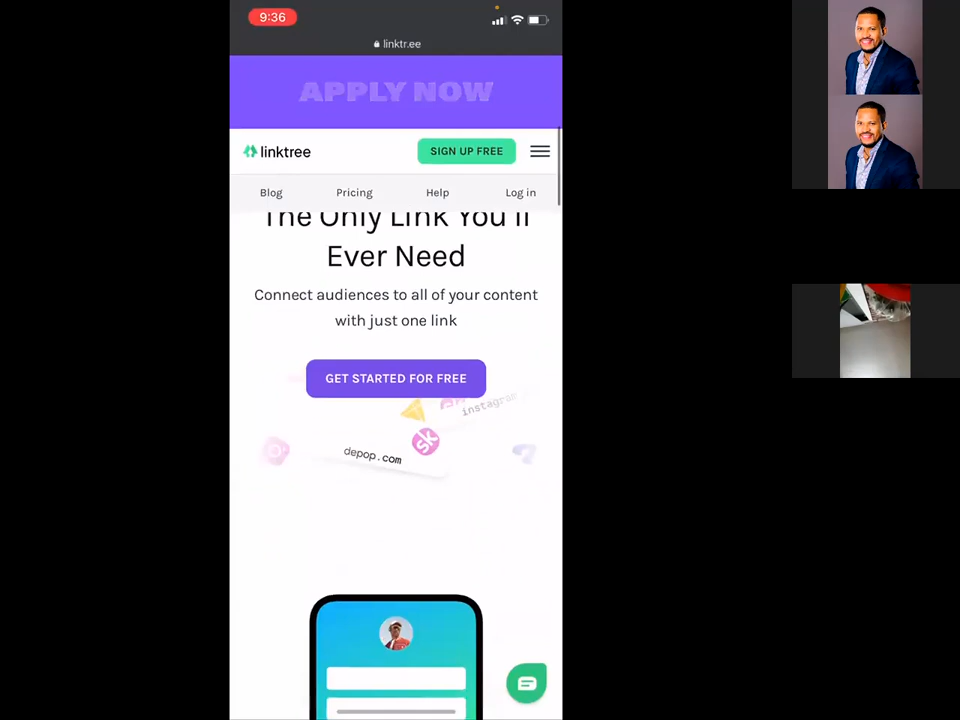 9:36
linktr.ee
APPLY NOW
linktree
SIGN UP FREE
Blog
Pricing
Help
Log in
The Only Link You'll
Ever Need
Connect audiences to all of your content
with just one link
GET STARTED FOR FREE
instagram
sk
depop.com